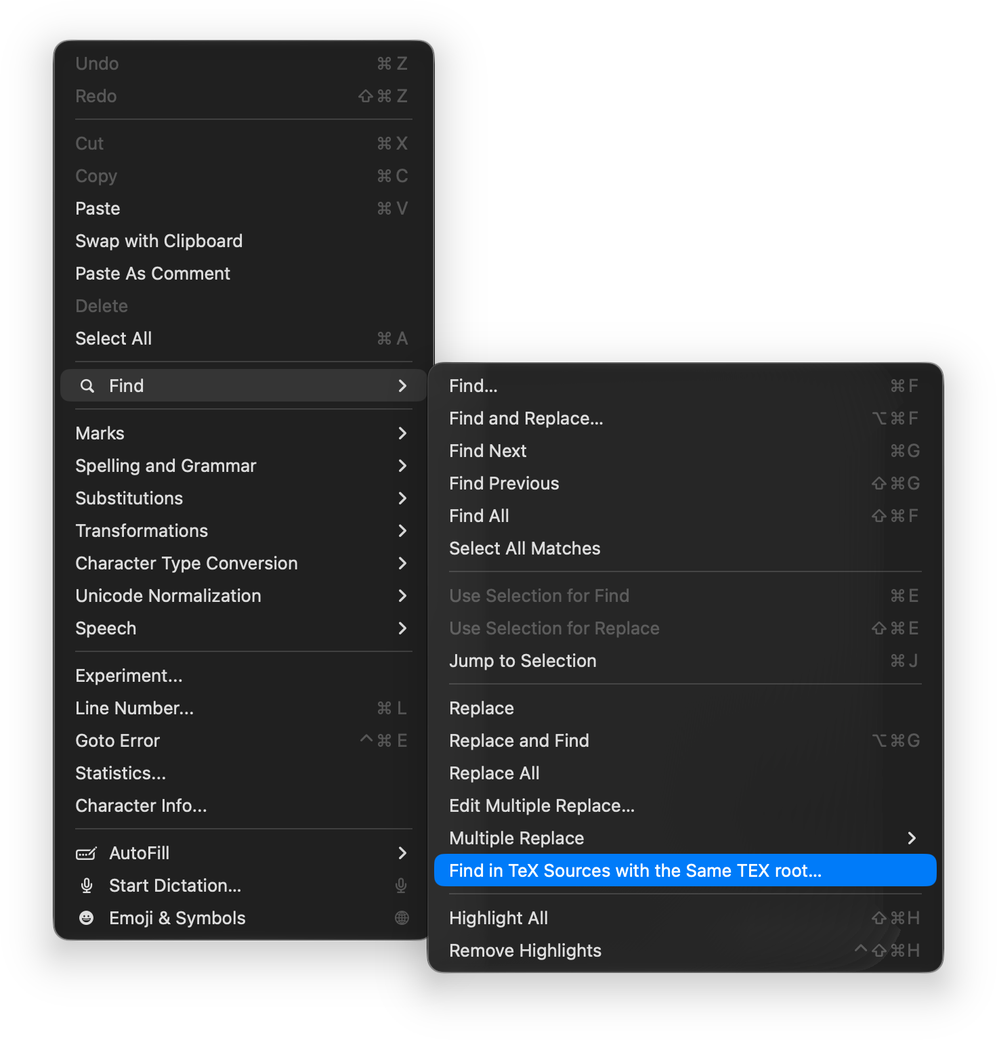 Undo ⌘ Z
Redo ⇧ ⌘ Z
Cut ⌘ X
Copy ⌘ C
Paste ⌘ V
Swap with Clipboard
Paste As Comment
Delete
Select All ⌘ A
Find
Marks
Spelling and Grammar
Substitutions
Transformations
Character Type Conversion
Unicode Normalization
Speech
Experiment...
Line Number... ⌘ L
Goto Error ^ ⌘ E
Statistics...
Character Info...
AutoFill
Start Dictation...
Emoji & Symbols
Find... ⌘ F
Find and Replace... ⌥ ⌘ F
Find Next ⌘ G
Find Previous ⇧ ⌘ G
Find All ⇧ ⌘ F
Select All Matches
Use Selection for Find ⌘ E
Use Selection for Replace ⇧ ⌘ E
Jump to Selection ⌘ J
Replace
Replace and Find ⌥ ⌘ G
Replace All
Edit Multiple Replace...
Multiple Replace
Find in TeX Sources with the Same TEX root...
Highlight All ⇧ ⌘ H
Remove Highlights ^ ⇧ ⌘ H